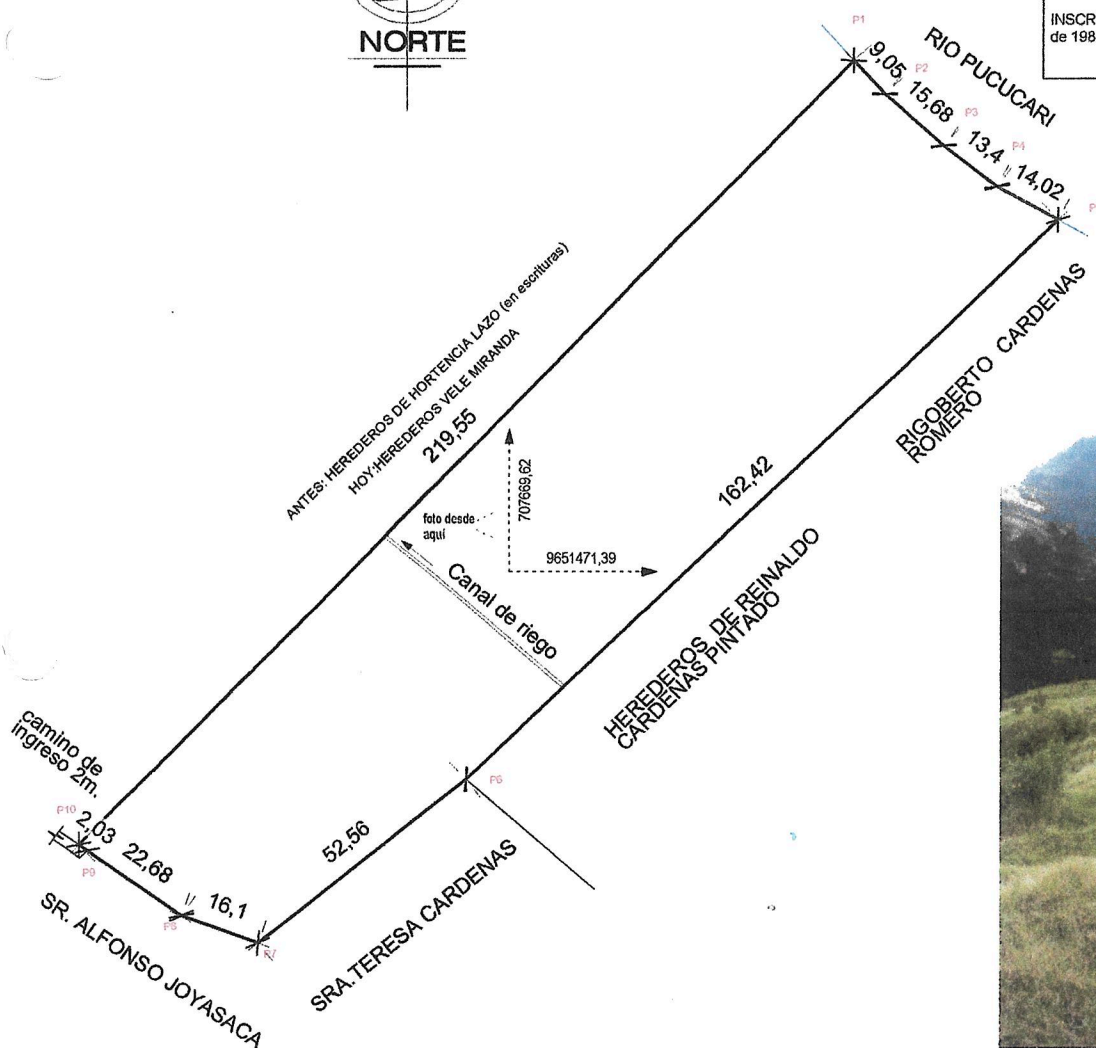 NORTE
INSCR
de 198
P1
RIO PUCUCARI
9,05
P2
15,68
P3
13,4
P4
14,02
P
ANTES: HEREDEROS DE HORTENCIA LAZO (en escrituras)
HOY:HEREDEROS VELE MIRANDA
219,55
RIGOBERTO CARDENAS
ROMERO
162,42
707669,62
foto desde
aquí
9651471,39
Canal de riego
HEREDEROS DE REINALDO
CARDENAS PINTADO
camino de
ingreso 2m.
P6
P10
2,03
22,68
P9
52,56
16,1
P8
P7
SR. ALFONSO JOYASACA
SRA. TERESA CARDENAS